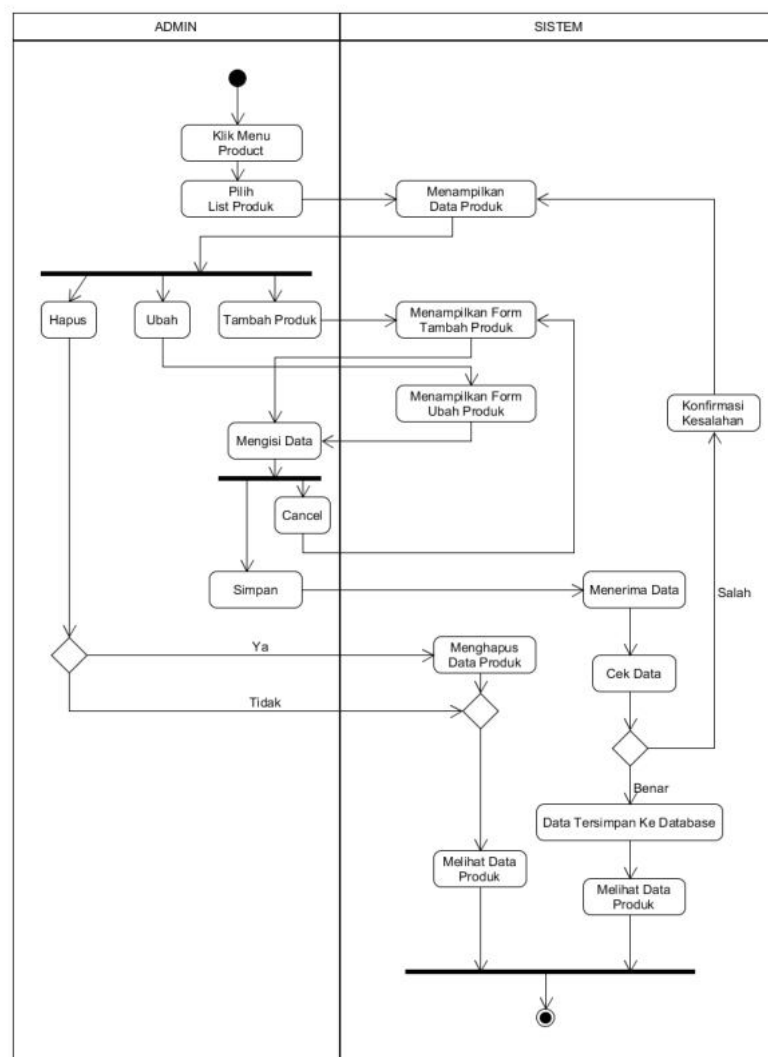 ADMIN
SISTEM
Klik Menu
Product
Pilih
List Produk
Menampilkan
Data Produk
Hapus
Ubah
Tambah Produk
Menampilkan Form
Tambah Produk
Menampilkan Form
Ubah Produk
Konfirmasi
Kesalahan
Mengisi Data
Cancel
Simpan
Menerima Data
Salah
Ya
Menghapus
Data Produk
Cek Data
Tidak
Benar
Data Tersimpan Ke Database
Melihat Data
Produk
Melihat Data
Produk